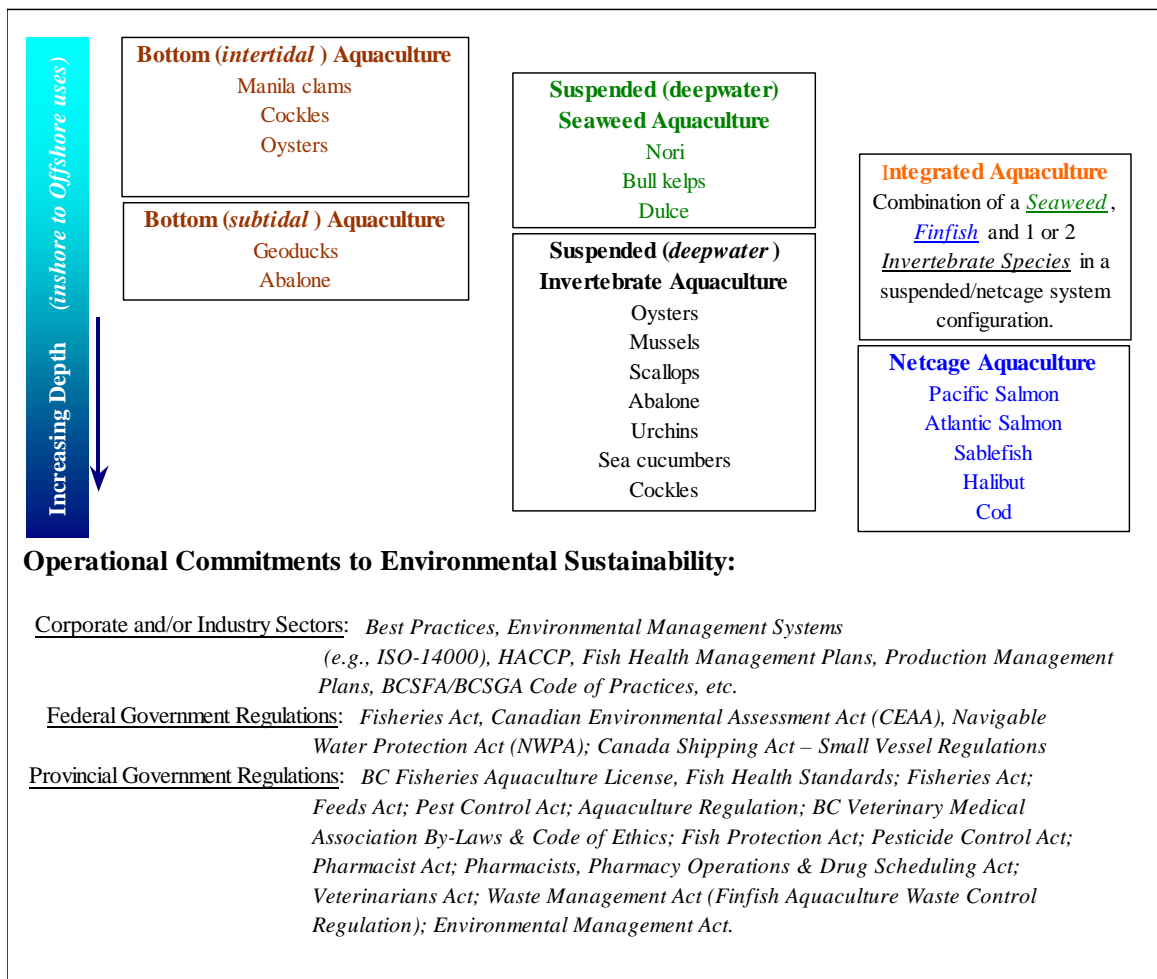 Increasing Depth (inshore to Offshore uses)
Bottom (intertidal ) Aquaculture
Manila clams
Cockles
Oysters
Bottom (subtidal ) Aquaculture
Geoducks
Abalone
Suspended (deepwater)
Seaweed Aquaculture
Nori
Bull kelps
Dulce
Suspended (deepwater )
Invertebrate Aquaculture
Oysters
Mussels
Scallops
Abalone
Urchins
Sea cucumbers
Cockles
Integrated Aquaculture
Combination of a Seaweed ,
Finfish and 1 or 2
Invertebrate Species in a
suspended/netcage system
configuration.
Netcage Aquaculture
Pacific Salmon
Atlantic Salmon
Sablefish
Halibut
Cod
Operational Commitments to Environmental Sustainability:
Corporate and/or Industry Sectors: Best Practices, Environmental Management Systems
(e.g., ISO-14000), HACCP, Fish Health Management Plans, Production Management
Plans, BCSFA/BCSGA Code of Practices, etc.
Federal Government Regulations: Fisheries Act, Canadian Environmental Assessment Act (CEAA), Navigable
Water Protection Act (NWPA); Canada Shipping Act – Small Vessel Regulations
Provincial Government Regulations: BC Fisheries Aquaculture License, Fish Health Standards; Fisheries Act;
Feeds Act; Pest Control Act; Aquaculture Regulation; BC Veterinary Medical
Association By-Laws & Code of Ethics; Fish Protection Act; Pesticide Control Act;
Pharmacist Act; Pharmacists, Pharmacy Operations & Drug Scheduling Act;
Veterinarians Act; Waste Management Act (Finfish Aquaculture Waste Control
Regulation); Environmental Management Act.